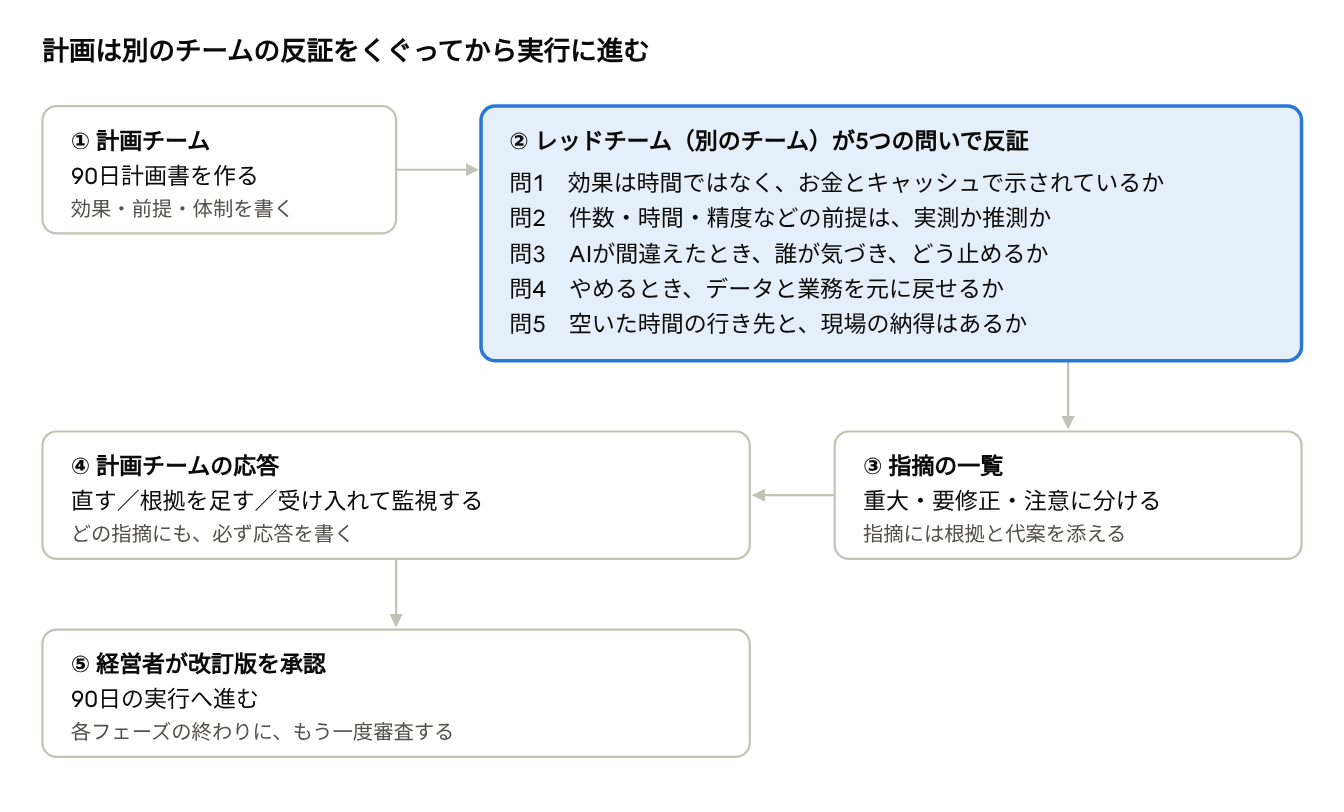 計画は別のチームの反証をくぐってから実行に進む
① 計画チーム
90日計画書を作る
効果・前提・体制を書く
② レッドチーム（別のチーム）が5つの問いで反証
問1　効果は時間ではなく、お金とキャッシュで示されているか
問2　件数・時間・精度などの前提は、実測か推測か
問3　AIが間違えたとき、誰が気づき、どう止めるか
問4　やめるとき、データと業務を元に戻せるか
問5　空いた時間の行き先と、現場の納得はあるか
③ 指摘の一覧
重大・要修正・注意に分ける
指摘には根拠と代案を添える
④ 計画チームの応答
直す／根拠を足す／受け入れて監視する
どの指摘にも、必ず応答を書く
⑤ 経営者が改訂版を承認
90日の実行へ進む
各フェーズの終わりに、もう一度審査する